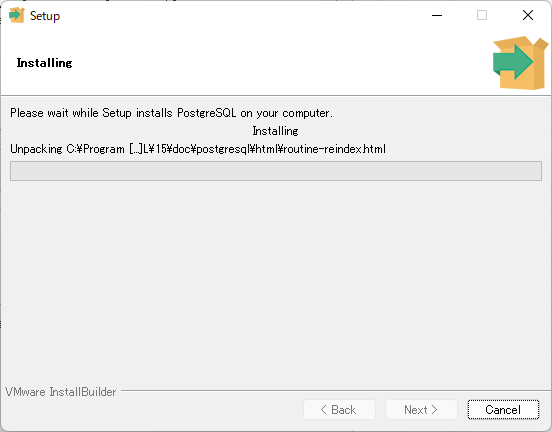 Setup
Installing
Please wait while Setup installs PostgreSQL on your computer.
Installing
Unpacking C:¥Program [...]L¥15¥doc¥postgresql¥html¥routine-reindex.html
VMware InstallBuilder
< Back
Next >
Cancel